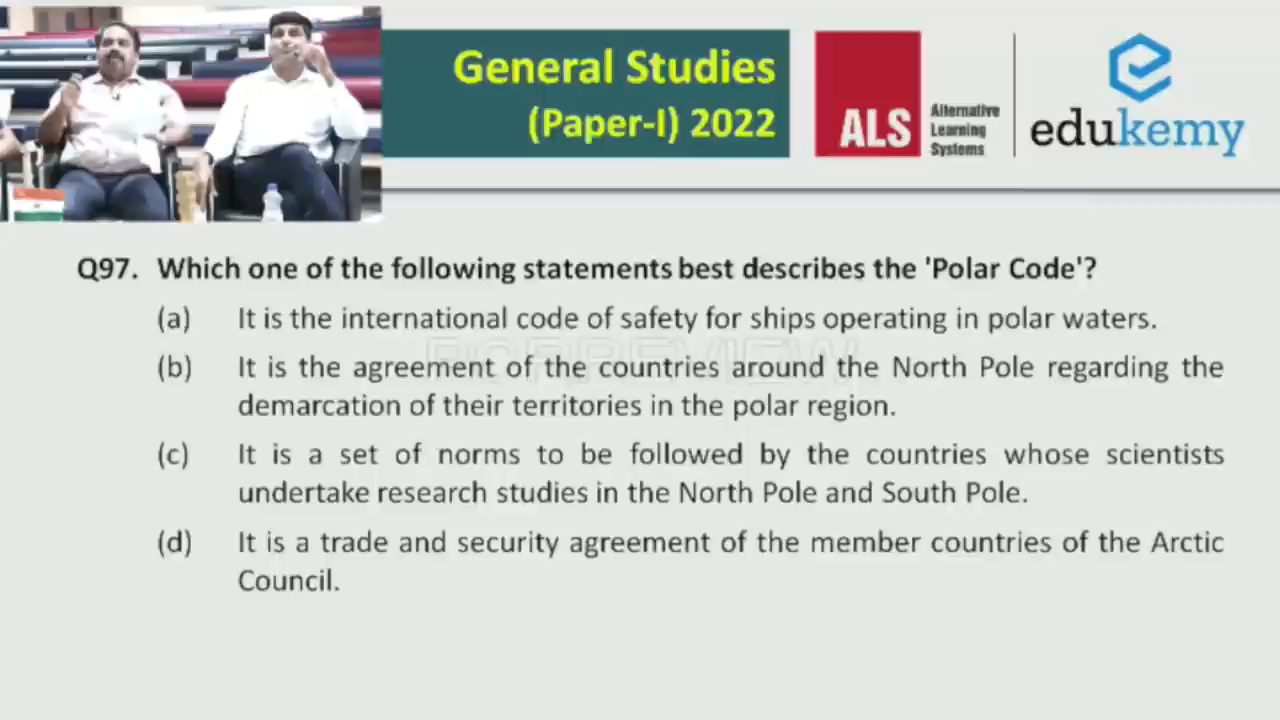 General Studies
(Paper-I) 2022
ALS
Alternative
Learning
Systems
edukemy
Q97. Which one of the following statements best describes the 'Polar Code'?
(a) It is the international code of safety for ships operating in polar waters.
(b) It is the agreement of the countries around the North Pole regarding the
demarcation of their territories in the polar region.
(c) It is a set of norms to be followed by the countries whose scientists
undertake research studies in the North Pole and South Pole.
(d) It is a trade and security agreement of the member countries of the Arctic
Council.